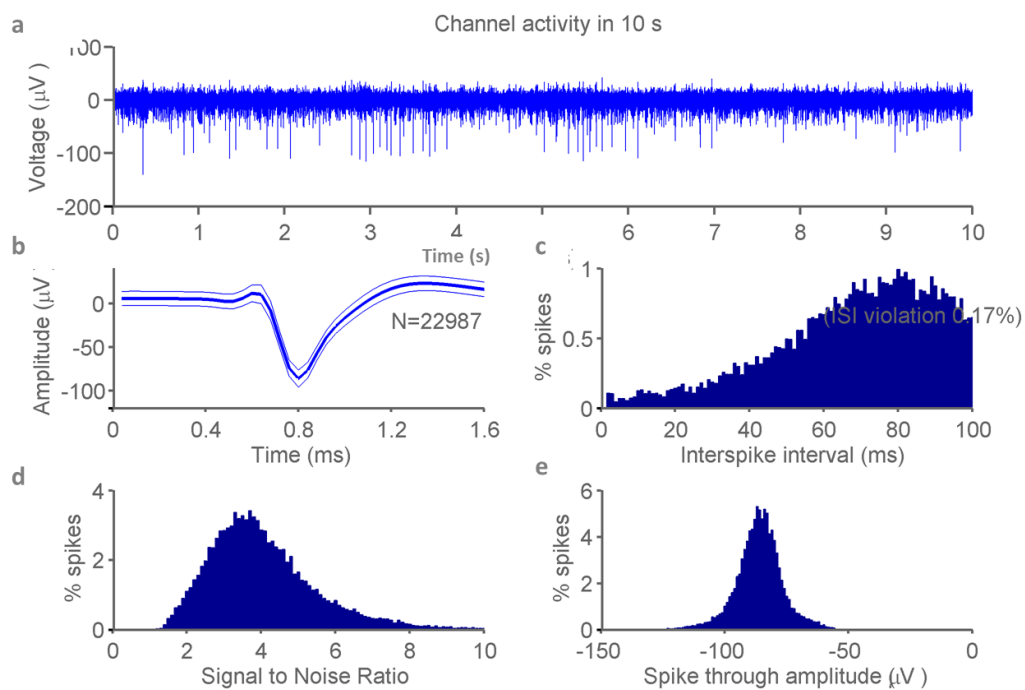 a
Channel activity in 10 s
100
0
-100
-200
Voltage (µV )
0 1 2 3 4 5 6 7 8 9 10
Time (s)
b
0
-50
-100
Amplitude (µV
N=22987
0 0.4 0.8 1.2 1.6
Time (ms)
c
1
0.5
0
% spikes
(ISI violation 0.17%)
0 20 40 60 80 100
Interspike interval (ms)
d
4
2
0
% spikes
0 2 4 6 8 10
Signal to Noise Ratio
e
6
4
2
0
% spikes
-150 -100 -50 0
Spike through amplitude (µV )